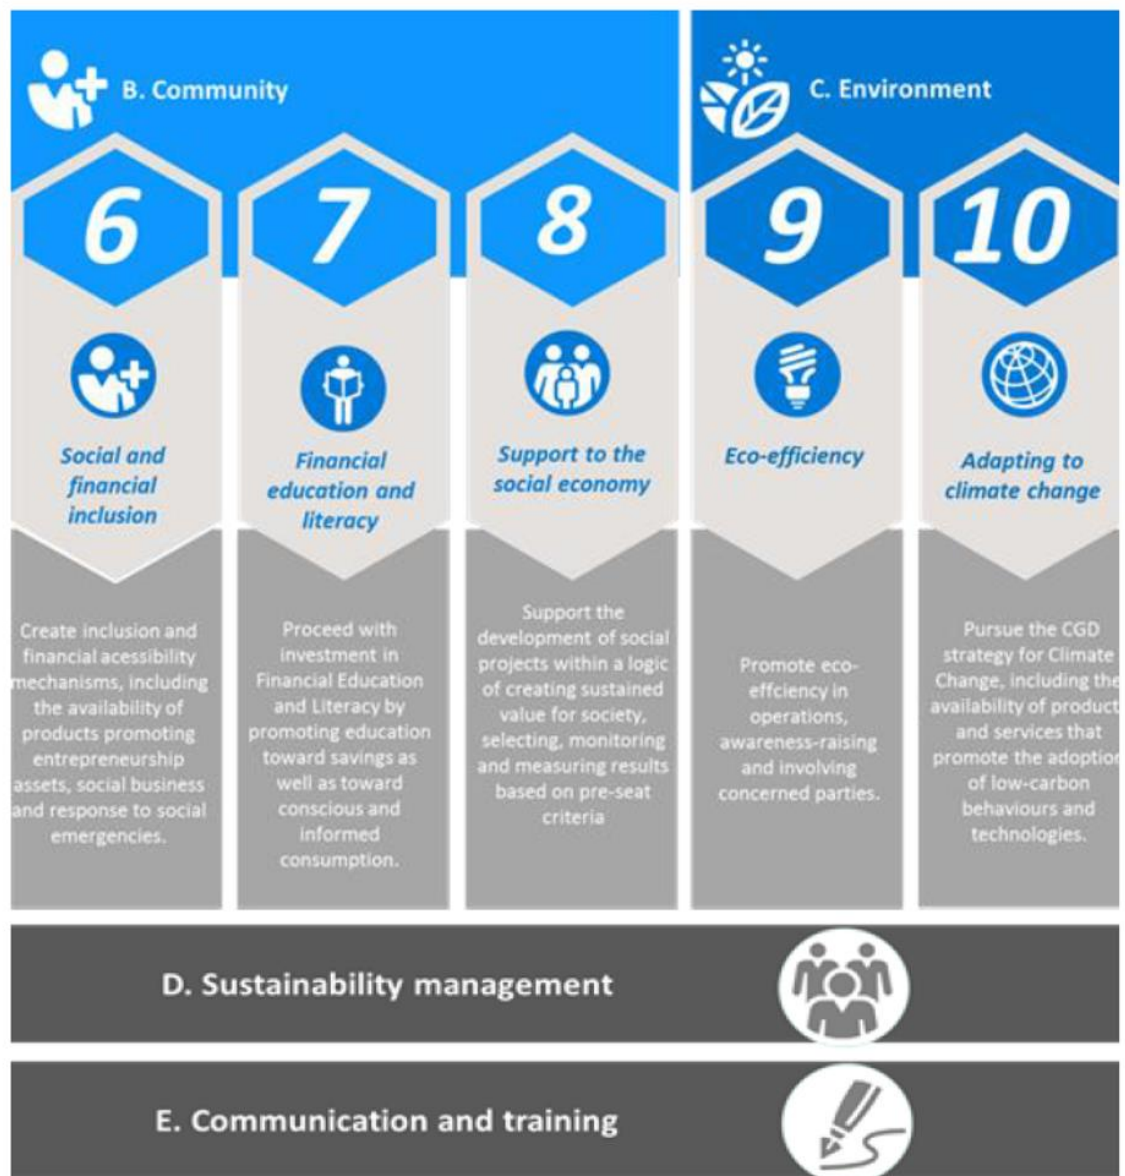 B. Community
C. Environment
6
7
8
9
10
Social and
financial
inclusion
Financial
education and
literacy
Support to the
social economy
Eco-efficiency
Adapting to
climate change
Create inclusion and
financial acessibility
mechanisms, including
the availability of
products promoting
entrepreneurship
assets, social business
and response to social
emergencies.
Proceed with
investment in
Financial Education
and Literacy by
promoting education
toward savings as
well as toward
conscious and
informed
consumption.
Support the
development of social
projects within a logic
of creating sustained
value for society,
selecting, monitoring
and measuring results
based on pre-seat
criteria
Promote eco-
effciency in
operations,
awareness-raising
and involving
concerned parties.
Pursue the CGD
strategy for Climate
Change, including the
availability of product
and services that
promote the adoption
of low-carbon
behaviours and
technologies.
D. Sustainability management
E. Communication and training